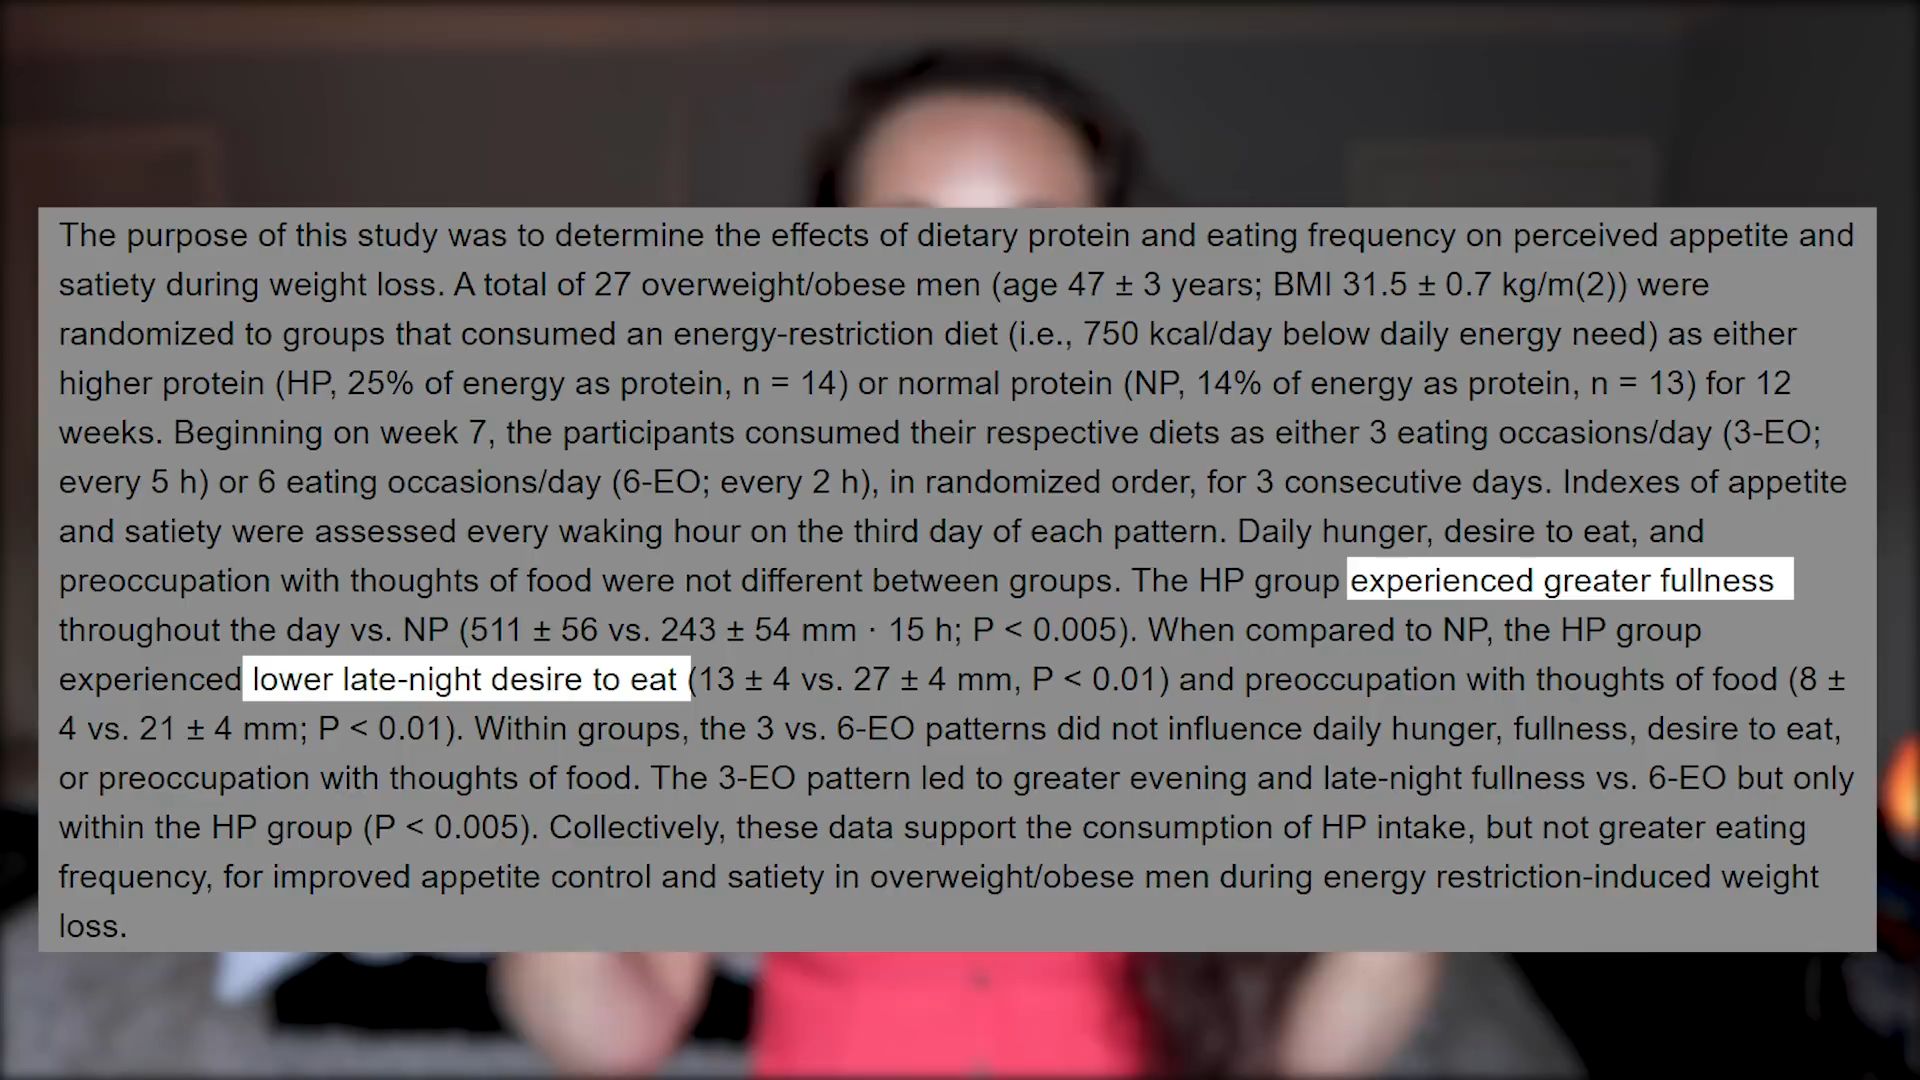 The purpose of this study was to determine the effects of dietary protein and eating frequency on perceived appetite and
satiety during weight loss. A total of 27 overweight/obese men (age 47 ± 3 years; BMI 31.5 ± 0.7 kg/m(2)) were
randomized to groups that consumed an energy-restriction diet (i.e., 750 kcal/day below daily energy need) as either
higher protein (HP, 25% of energy as protein, n = 14) or normal protein (NP, 14% of energy as protein, n = 13) for 12
weeks. Beginning on week 7, the participants consumed their respective diets as either 3 eating occasions/day (3-EO;
every 5 h) or 6 eating occasions/day (6-EO; every 2 h), in randomized order, for 3 consecutive days. Indexes of appetite
and satiety were assessed every waking hour on the third day of each pattern. Daily hunger, desire to eat, and
preoccupation with thoughts of food were not different between groups. The HP group experienced greater fullness
throughout the day vs. NP (511 ± 56 vs. 243 ± 54 mm · 15 h; P < 0.005). When compared to NP, the HP group
experienced lower late-night desire to eat (13 ± 4 vs. 27 ± 4 mm, P < 0.01) and preoccupation with thoughts of food (8 ±
4 vs. 21 ± 4 mm; P < 0.01). Within groups, the 3 vs. 6-EO patterns did not influence daily hunger, fullness, desire to eat,
or preoccupation with thoughts of food. The 3-EO pattern led to greater evening and late-night fullness vs. 6-EO but only
within the HP group (P < 0.005). Collectively, these data support the consumption of HP intake, but not greater eating
frequency, for improved appetite control and satiety in overweight/obese men during energy restriction-induced weight
loss.